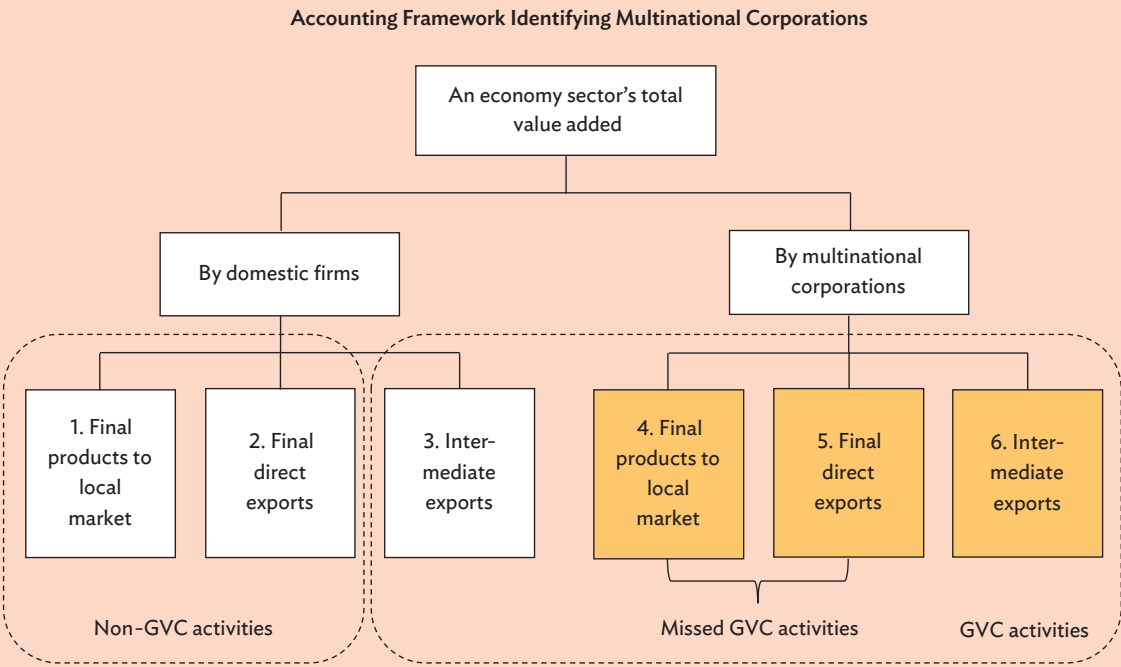 Accounting Framework Identifying Multinational Corporations
An economy sector's total
value added
By domestic firms
By multinational
corporations
1. Final
products to
local
market
2. Final
direct
exports
3. Inter-
mediate
exports
4. Final
products to
local
market
5. Final
direct
exports
6. Inter-
mediate
exports
Non-GVC activities
Missed GVC activities
GVC activities